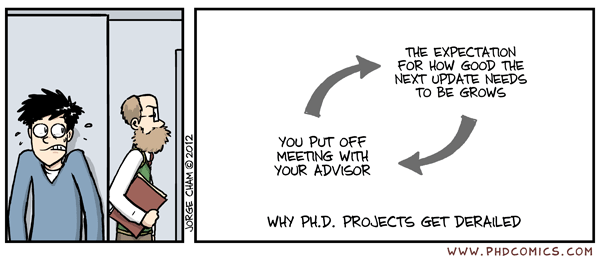 JORGE CHAM © 2012
THE EXPECTATION
FOR HOW GOOD THE
NEXT UPDATE NEEDS
TO BE GROWS
YOU PUT OFF
MEETING WITH
YOUR ADVISOR
WHY PH.D. PROJECTS GET DERAILED
WWW.PHDCOMICS.COM